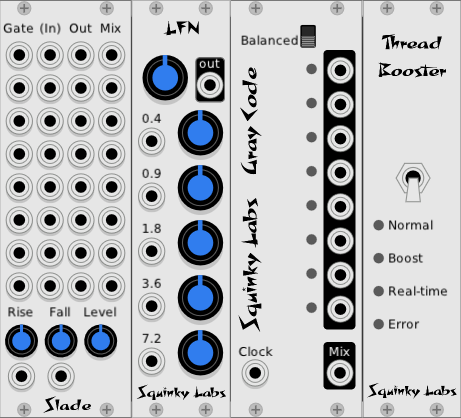 Gate (In) Out Mix
Rise Fall Level
Slade
LFN
out
0.4
0.9
1.8
3.6
7.2
Squinky Labs
Balanced
Squinky Labs Gray Code
Clock
Mix
Thread
Booster
Normal
Boost
Real-time
Error
Squinky Labs